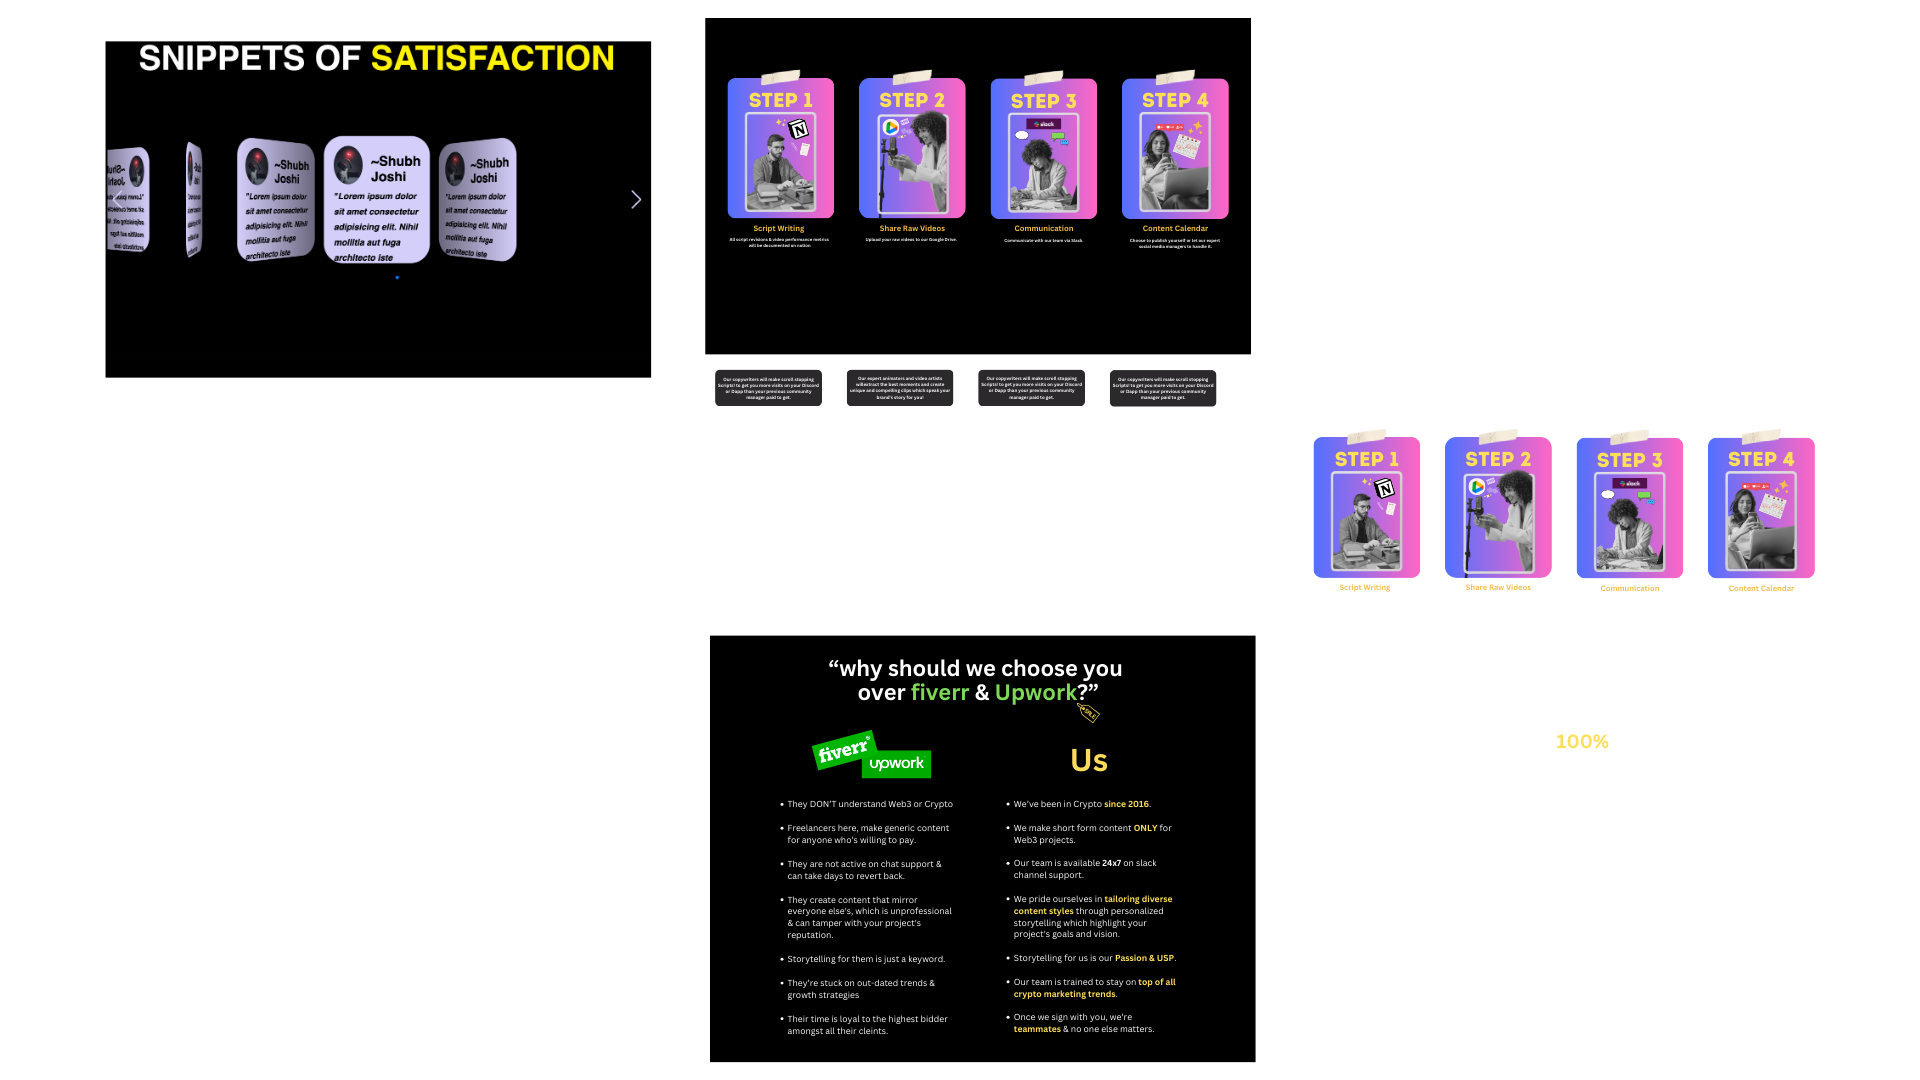 SNIPPETS OF SATISFACTION
~Shubh
Joshi
"Lorem ipsum dolor
sit amet consectetur
adipisicing elit. Nihil
mollitia aut fuga
architecto iste
~Shubh
Joshi
"Lorem ipsum dolor
sit amet consectetur
adipisicing elit. Nihil
mollitia aut fuga
architecto iste
~Shubh
Joshi
"Lorem ipsum dolor
sit amet consectetur
adipisicing elit. Nihil
mollitia aut fuga
architecto iste
STEP 1
Script Writing
All script revisions & video performance metrics
will be documented on notion
STEP 2
Share Raw Videos
Upload your raw videos to our Google Drive.
STEP 3
slack
Communication
Communicate with our team via Slack.
STEP 4
Content Calendar
Choose to publish yourself or let our expert
social media managers to handle it.
Our copywriters will make scroll stopping
Scripts! to get you more visits on your Discord
or Dapp than your previous community
manager paid to get.
Our expert animators and video artists
willextract the best moments and create
unique and compelling clips which speak your
brand's story for you!
Our copywriters will make scroll stopping
Scripts! to get you more visits on your Discord
or Dapp than your previous community
manager paid to get.
Our copywriters will make scroll stopping
Scripts! to get you more visits on your Discord
or Dapp than your previous community
manager paid to get.
STEP 1
Script Writing
STEP 2
Share Raw Videos
STEP 3
slack
Communication
STEP 4
Content Calendar
100%
“why should we choose you
over fiverr & Upwork?”
SALE
fiverr
upwork
• They DON'T understand Web3 or Crypto
• Freelancers here, make generic content
for anyone who's willing to pay.
• They are not active on chat support &
can take days to revert back.
• They create content that mirror
everyone else's, which is unprofessional
& can tamper with your project's
reputation.
• Storytelling for them is just a keyword.
• They're stuck on out-dated trends &
growth strategies
• Their time is loyal to the highest bidder
amongst all their cleints.
Us
• We've been in Crypto since 2016.
• We make short form content ONLY for
Web3 projects.
• Our team is available 24x7 on slack
channel support.
• We pride ourselves in tailoring diverse
content styles through personalized
storytelling which highlight your
project's goals and vision.
• Storytelling for us is our Passion & USP.
• Our team is trained to stay on top of all
crypto marketing trends.
• Once we sign with you, we're
teammates & no one else matters.